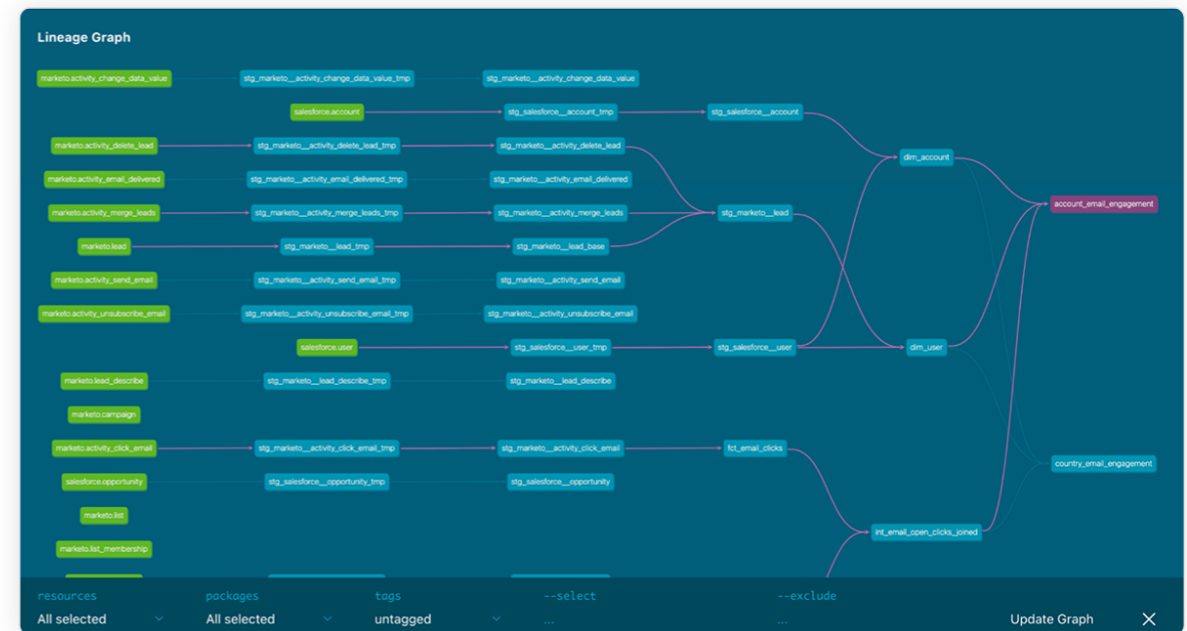 Lineage Graph
marketo.activity_change_data_value stg_marketo__activity_change_data_value_tmp stg_marketo__activity_change_data_value
salesforce.account stg_salesforce__account_tmp stg_salesforce__account
marketo.activity_delete_lead stg_marketo__activity_delete_lead_tmp stg_marketo__activity_delete_lead
dim_account
marketo.activity_email_delivered stg_marketo__activity_email_delivered_tmp stg_marketo__activity_email_delivered
account_email_engagement
marketo.activity_merge_leads stg_marketo__activity_merge_leads_tmp stg_marketo__activity_merge_leads stg_marketo__lead
marketo.lead stg_marketo__lead_tmp stg_marketo__lead_base
marketo.activity_send_email stg_marketo__activity_send_email_tmp stg_marketo__activity_send_email
marketo.activity_unsubscribe_email stg_marketo__activity_unsubscribe_email_tmp stg_marketo__activity_unsubscribe_email
salesforce.user stg_salesforce__user_tmp stg_salesforce__user dim_user
marketo.lead_describe stg_marketo__lead_describe_tmp stg_marketo__lead_describe
marketo.campaign
marketo.activity_click_email stg_marketo__activity_click_email_tmp stg_marketo__activity_click_email fct_email_clicks
country_email_engagement
salesforce.opportunity stg_salesforce__opportunity_tmp stg_salesforce__opportunity
marketo.list
int_email_open_clicks_joined
marketo.list_membership
resources packages tags --select --exclude
All selected All selected untagged ... ... Update Graph